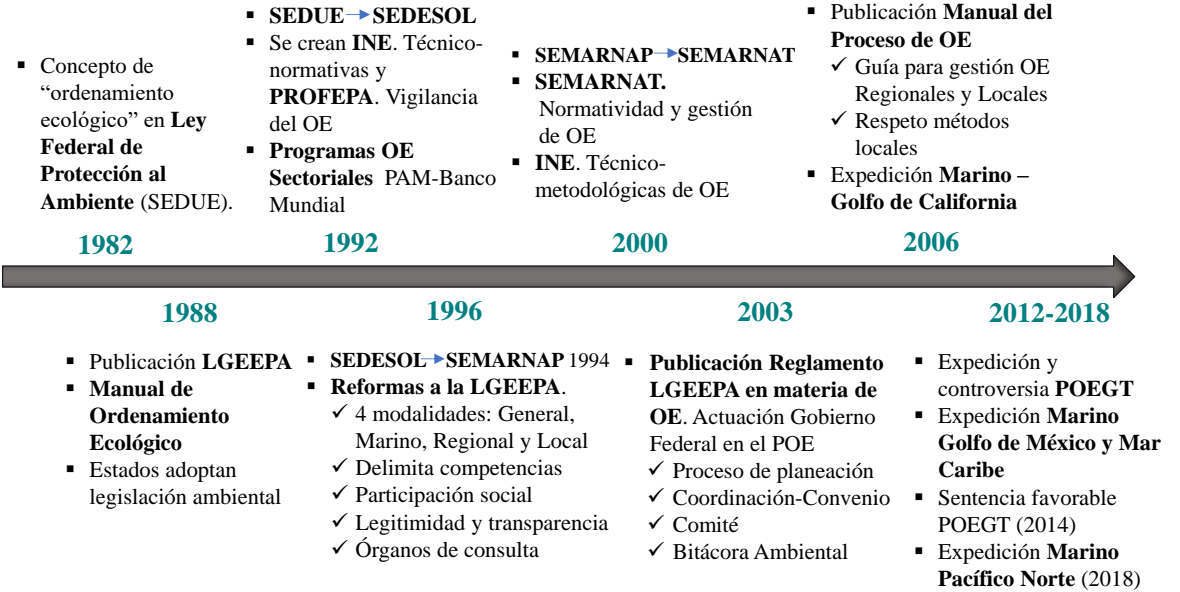 ▪ Concepto de
“ordenamiento
ecológico” en Ley
Federal de
Protección al
Ambiente (SEDUE).
1982
▪ SEDUE→SEDESOL
▪ Se crean INE. Técnico-
normativas y
PROFEPA. Vigilancia
del OE
▪ Programas OE
Sectoriales PAM-Banco
Mundial
1992
▪ SEMARNAP→SEMARNAT
▪ SEMARNAT.
Normatividad y gestión
de OE
▪ INE. Técnico-
metodológicas de OE
2000
▪ Publicación Manual del
Proceso de OE
✓ Guía para gestión OE
Regionales y Locales
✓ Respeto métodos
locales
▪ Expedición Marino –
Golfo de California
2006
1988
▪ Publicación LGEEPA
▪ Manual de
Ordenamiento
Ecológico
▪ Estados adoptan
legislación ambiental
1996
▪ SEDESOL→SEMARNAP 1994
▪ Reformas a la LGEEPA.
✓ 4 modalidades: General,
Marino, Regional y Local
✓ Delimita competencias
✓ Participación social
✓ Legitimidad y transparencia
✓ Órganos de consulta
2003
▪ Publicación Reglamento
LGEEPA en materia de
OE. Actuación Gobierno
Federal en el POE
✓ Proceso de planeación
✓ Coordinación-Convenio
✓ Comité
✓ Bitácora Ambiental
2012-2018
▪ Expedición y
controversia POEGT
▪ Expedición Marino
Golfo de México y Mar
Caribe
▪ Sentencia favorable
POEGT (2014)
▪ Expedición Marino
Pacífico Norte (2018)